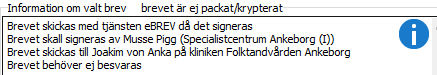 Information om valt brev    brevet är ej packat/krypterat
Brevet skickas med tjänsten eBREV då det signeras
Brevet skall signeras av Musse Pigg (Specialistcentrum Ankeborg (I))
Brevet skickas till Joakim von Anka på kliniken Folktandvården Ankeborg
Brevet behöver ej besvaras